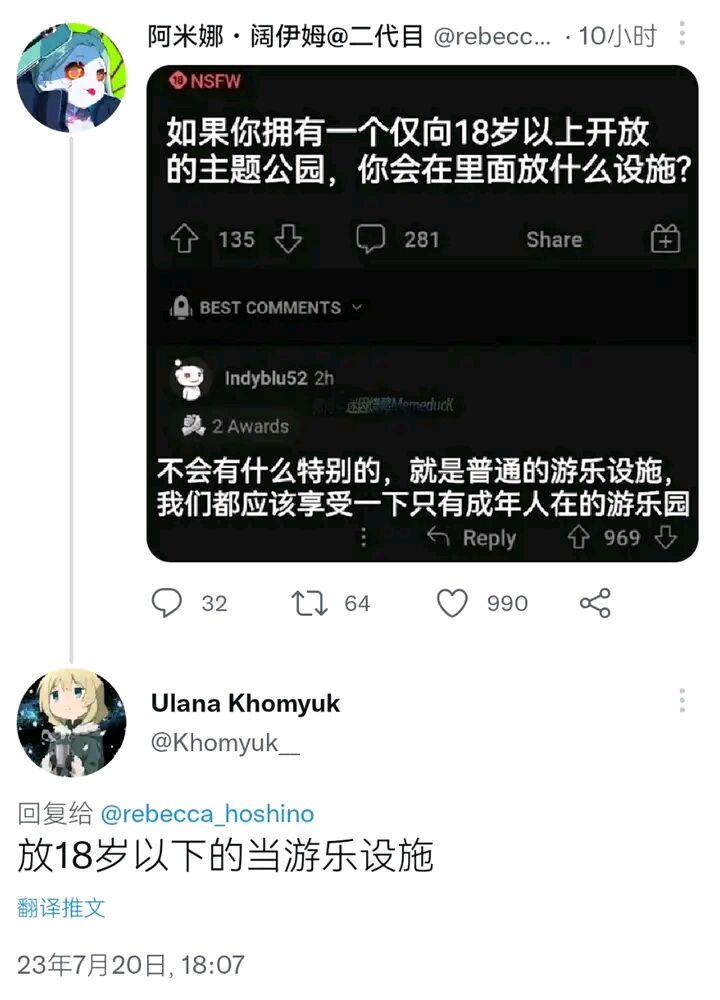 阿米娜·阔伊姆@二代目 @rebecc... · 10小时
18 NSFW
如果你拥有一个仅向18岁以上开放
的主题公园，你会在里面放什么设施?
135 281 Share
BEST COMMENTS
Indyblu52 2h
MemeducK
2 Awards
不会有什么特别的，就是普通的游乐设施，
我们都应该享受一下只有成年人在的游乐园
Reply 969
32 64 990
Ulana Khomyuk
@Khomyuk__
回复给 @rebecca_hoshino
放18岁以下的当游乐设施
翻译推文
23年7月20日, 18:07